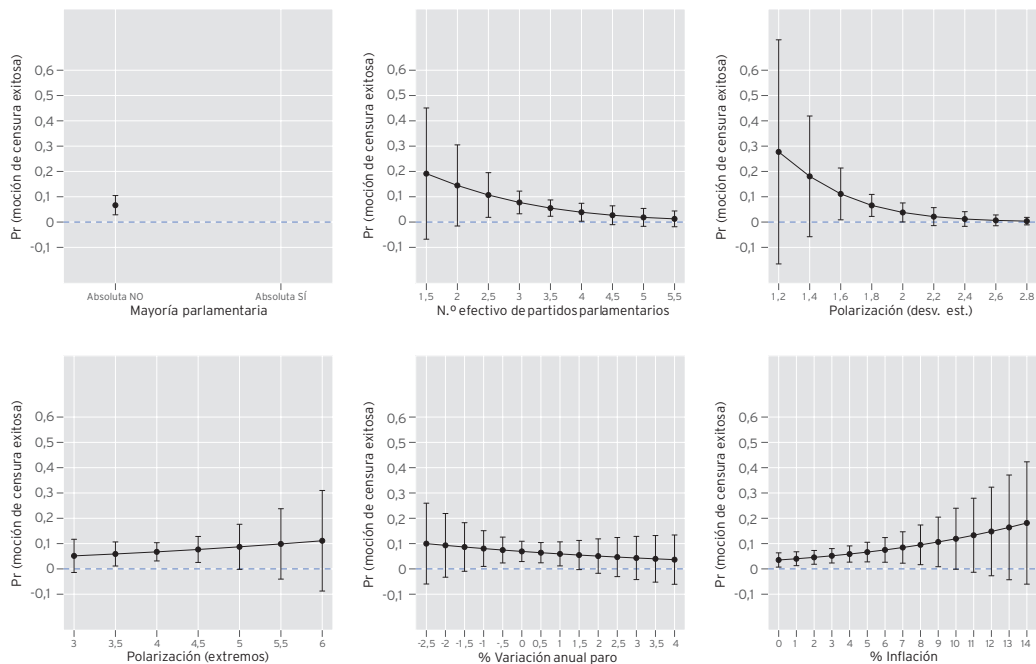 Pr (moción de censura exitosa)
0,6
0,5
0,4
0,3
0,2
0,1
0
-0,1
Absoluta NO Absoluta SÍ
Mayoría parlamentaria
Pr (moción de censura exitosa)
0,6
0,5
0,4
0,3
0,2
0,1
0
-0,1
1,5 2 2,5 3 3,5 4 4,5 5 5,5
N.º efectivo de partidos parlamentarios
Pr (moción de censura exitosa)
0,6
0,5
0,4
0,3
0,2
0,1
0
-0,1
1,2 1,4 1,6 1,8 2 2,2 2,4 2,6 2.8
Polarización (desv. est.)
Pr (moción de censura exitosa)
0,6
0,5
0,4
0,3
0,2
0,1
0
-0,1
3 3,5 4 4,5 5 5,5 6
Polarización (extremos)
Pr (moción de censura exitosa)
0,6
0,5
0,4
0,3
0,2
0,1
0
-0,1
-2,5 -2 -1,5 -1 -,5 0 0,5 1 1,5 2 2,5 3 3,5 4
% Variación anual paro
Pr (moción de censura exitosa)
0,6
0,5
0,4
0,3
0,2
0,1
0
-0,1
0 1 2 3 4 5 6 7 8 9 10 11 12 13 14
% Inflación